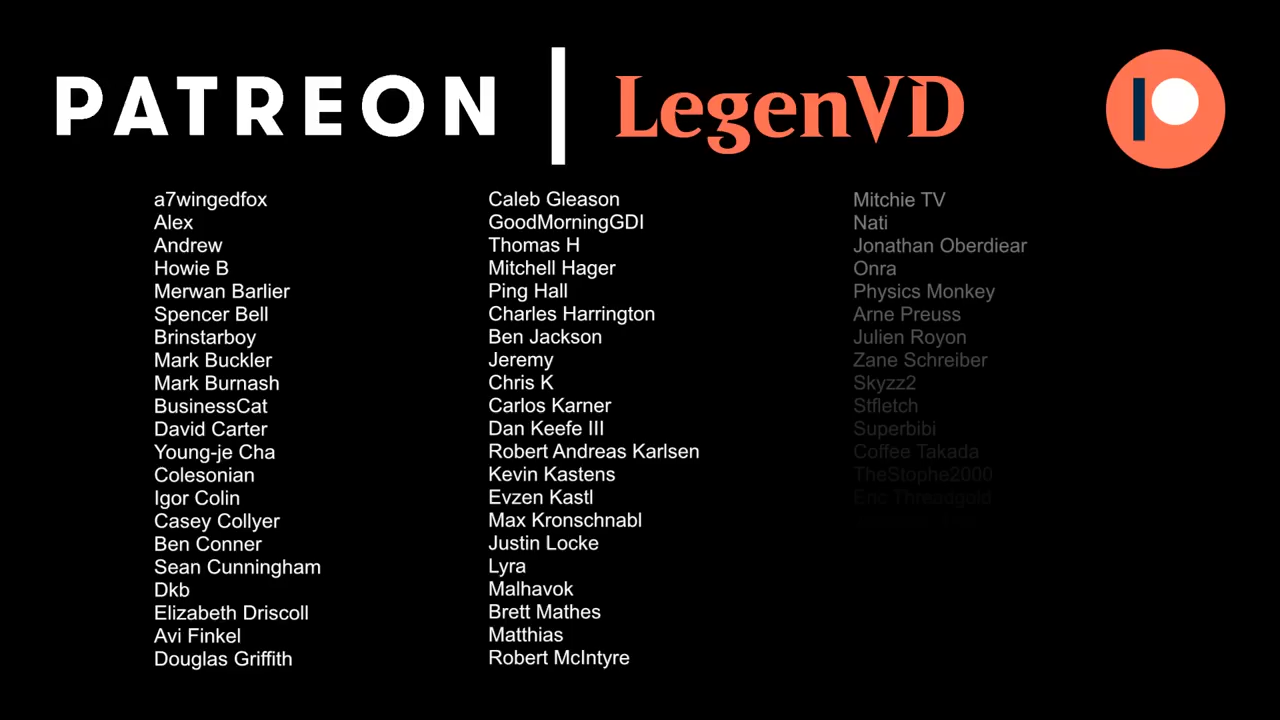 PATREON | LegenVD
a7wingedfox
Alex
Andrew
Howie B
Merwan Barlier
Spencer Bell
Brinstarboy
Mark Buckler
Mark Burnash
BusinessCat
David Carter
Young-je Cha
Colesonian
Igor Colin
Casey Collyer
Ben Conner
Sean Cunningham
Dkb
Elizabeth Driscoll
Avi Finkel
Douglas Griffith
Caleb Gleason
GoodMorningGDI
Thomas H
Mitchell Hager
Ping Hall
Charles Harrington
Ben Jackson
Jeremy
Chris K
Carlos Karner
Dan Keefe III
Robert Andreas Karlsen
Kevin Kastens
Evzen Kastl
Max Kronschnabl
Justin Locke
Lyra
Malhavok
Brett Mathes
Matthias
Robert McIntyre
Mitchie TV
Nati
Jonathan Oberdiear
Onra
Physics Monkey
Arne Preuss
Julien Royon
Zane Schreiber
Skyzz2
Stfletch
Superbibi
Coffee Takada
TheStophe2000
Eric Threadgold